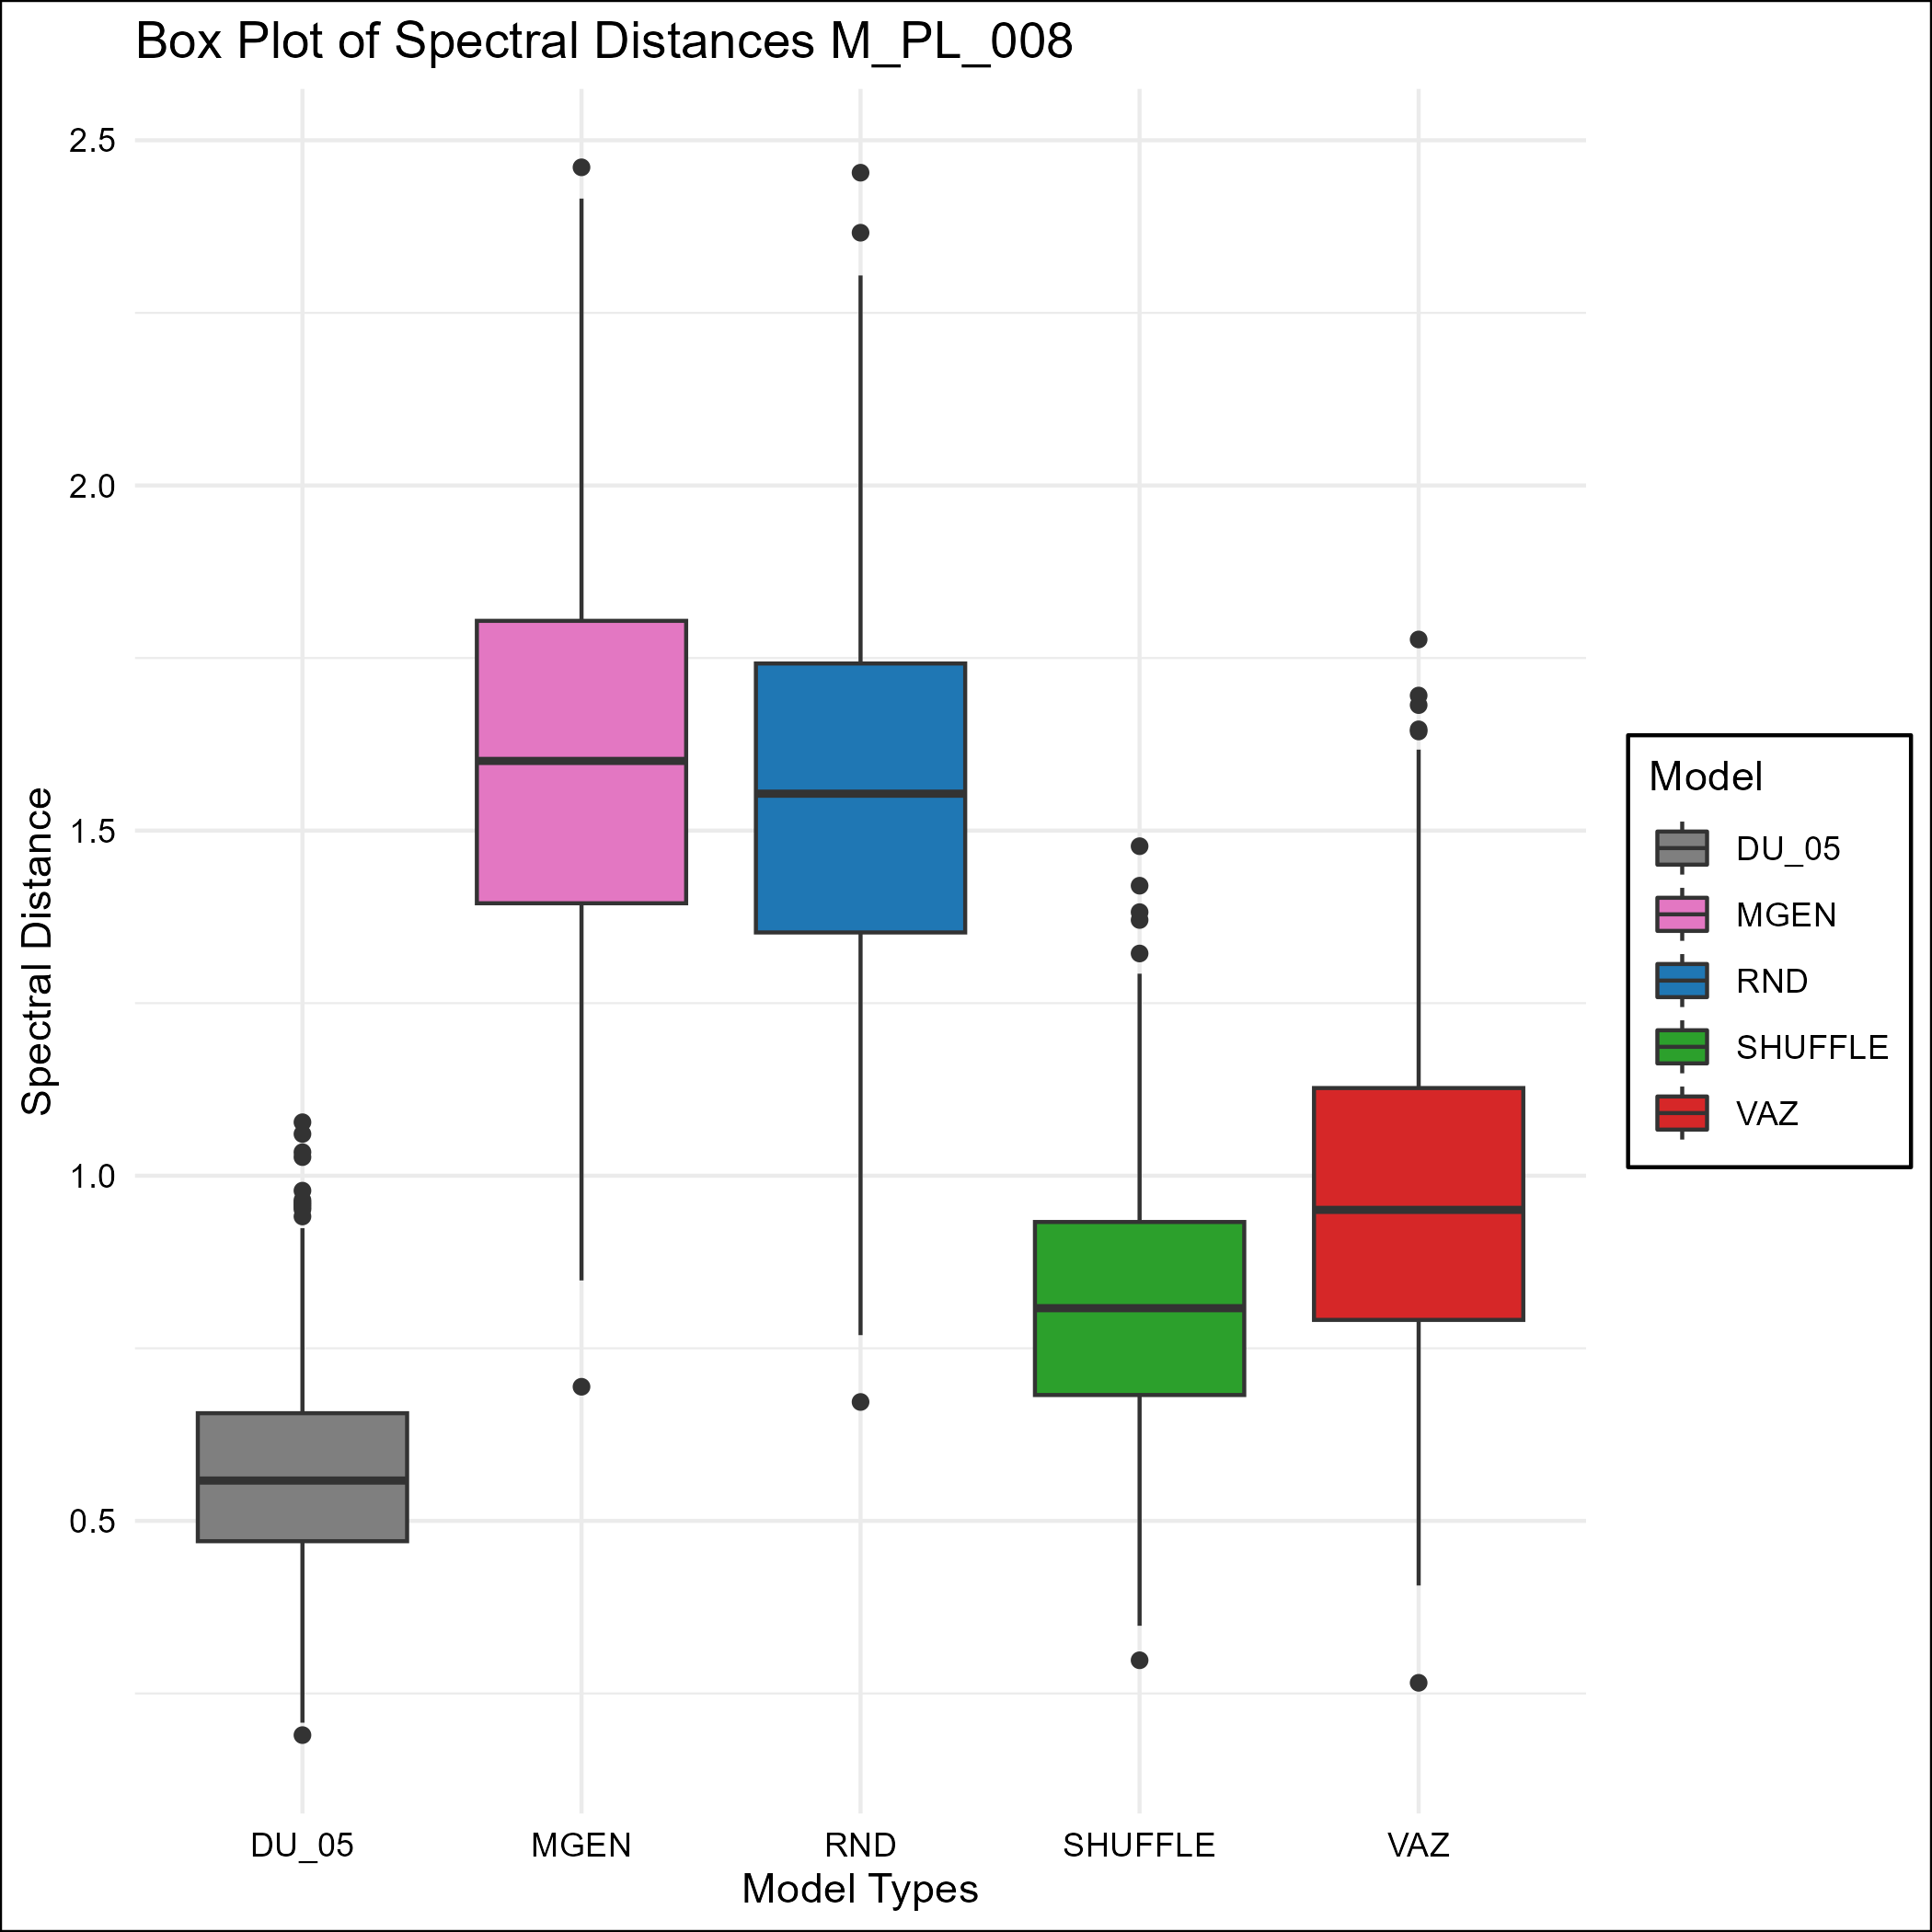 Box Plot of Spectral Distances M_PL_008
Spectral Distance
2.5
2.0
1.5
1.0
0.5
DU_05
MGEN
RND
SHUFFLE
VAZ
Model Types
Model
DU_05
MGEN
RND
SHUFFLE
VAZ